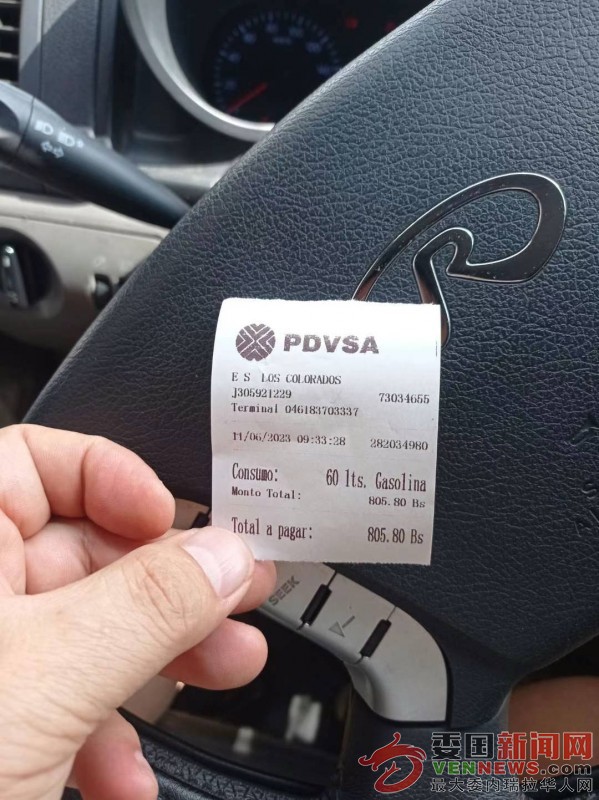 PDVSA
E S LOS COLORADOS
J305921229 73034655
Terminal 046183703337
11/06/2023 09:33:28 282034980
Consumo: 60 lts. Gasolina
Monto Total: 805.80 Bs
Total a pagar: 805.80 Bs
SEEK
委国新闻网
VENNEWS.COM
最大委内瑞拉华人网